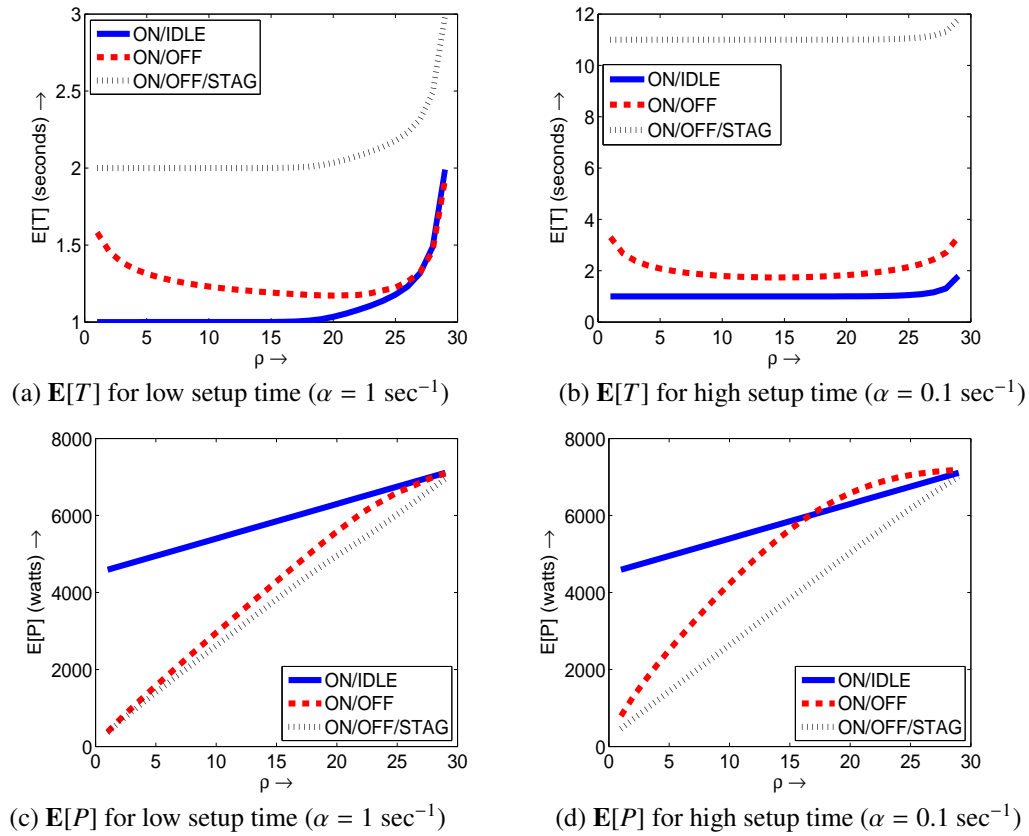 3
2.5
2
1.5
1
0
5
10
15
20
25
30
E[T] (seconds) →
ρ →
ON/IDLE
ON/OFF
ON/OFF/STAG
(a) E[T] for low setup time (α = 1 sec⁻¹)
12
10
8
6
4
2
0
0
5
10
15
20
25
30
E[T] (seconds) →
ρ →
ON/IDLE
ON/OFF
ON/OFF/STAG
(b) E[T] for high setup time (α = 0.1 sec⁻¹)
8000
6000
4000
2000
0
0
5
10
15
20
25
30
E[P] (watts) →
ρ →
ON/IDLE
ON/OFF
ON/OFF/STAG
(c) E[P] for low setup time (α = 1 sec⁻¹)
8000
6000
4000
2000
0
0
5
10
15
20
25
30
E[P] (watts) →
ρ →
ON/IDLE
ON/OFF
ON/OFF/STAG
(d) E[P] for high setup time (α = 0.1 sec⁻¹)